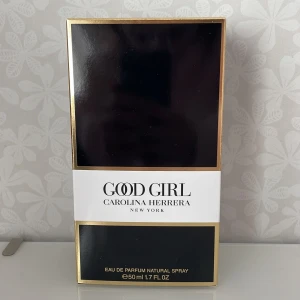 GOOD GIRL
CAROLINA HERRERA
NEW YORK
EAU DE PARFUM NATURAL SPRAY
℮50 ml 1.7 FL. OZ